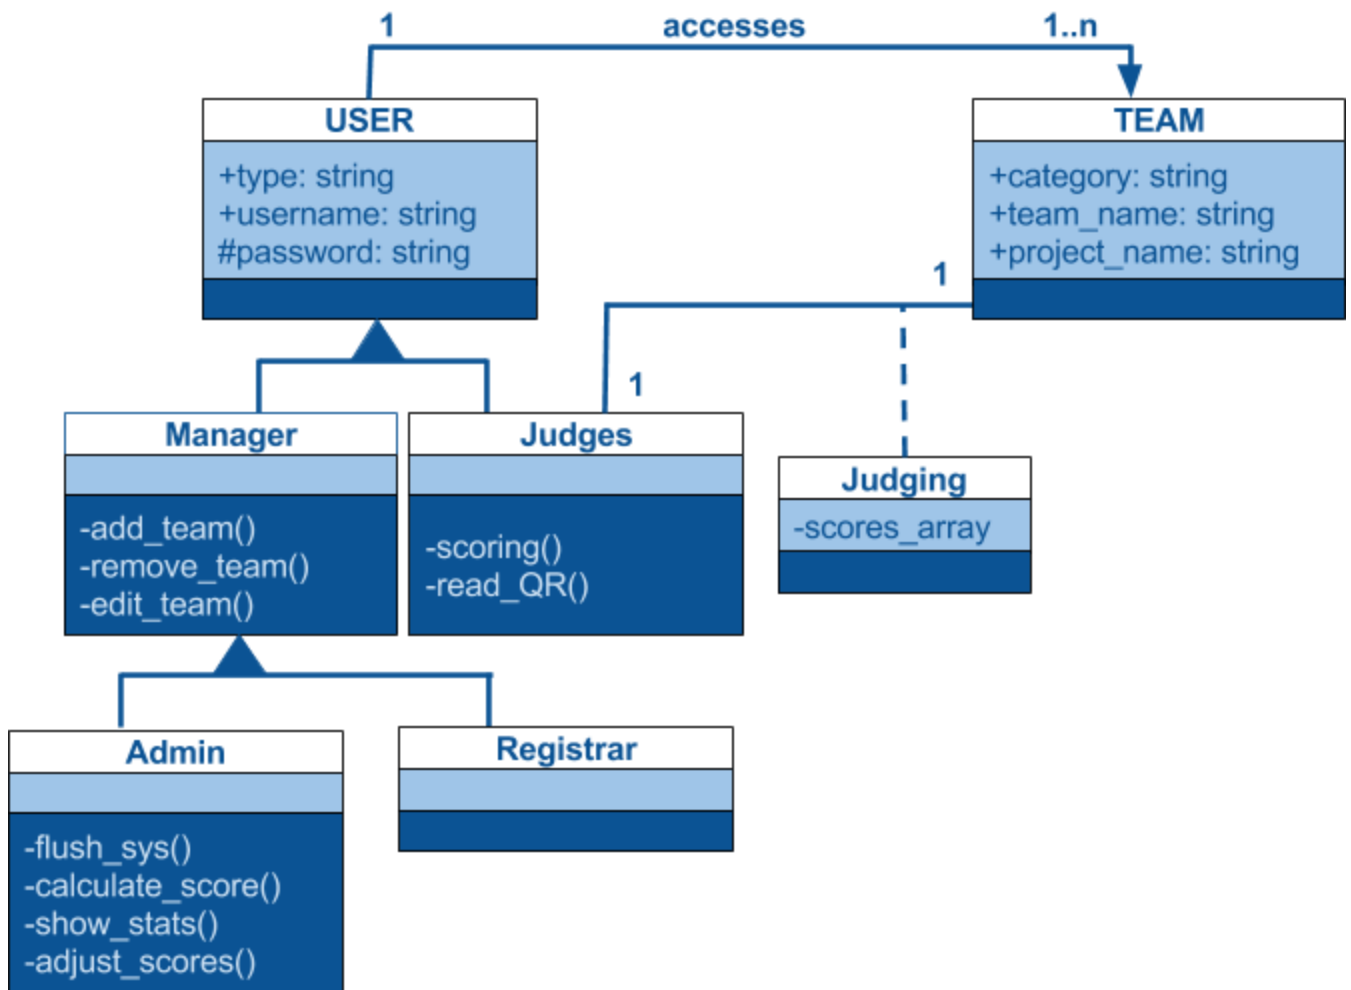 1 accesses 1..n
USER
+type: string
+username: string
#password: string
TEAM
+category: string
+team_name: string
+project_name: string
1
1
Manager
-add_team()
-remove_team()
-edit_team()
Judges
-scoring()
-read_QR()
Judging
-scores_array
Admin
-flush_sys()
-calculate_score()
-show_stats()
-adjust_scores()
Registrar